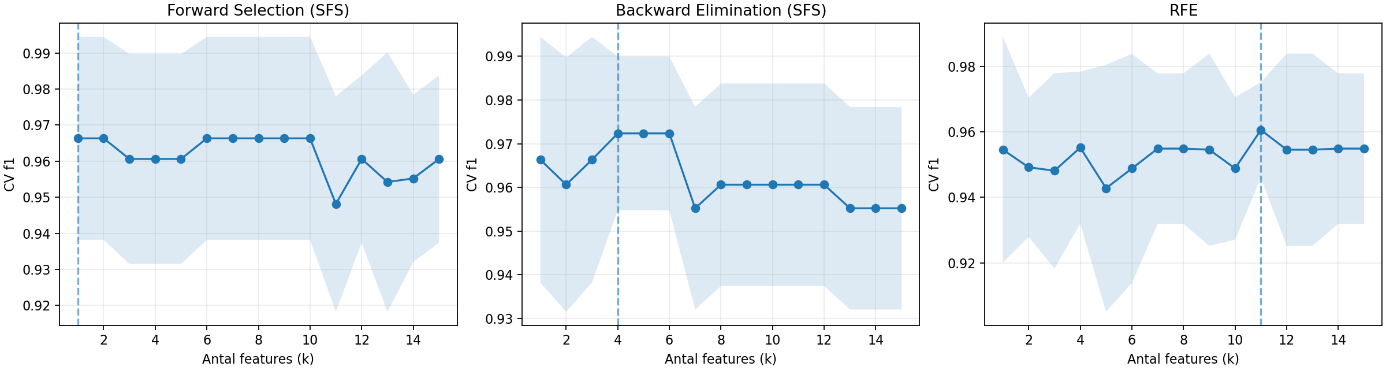 Forward Selection (SFS)
CV f1
0.99
0.98
0.97
0.96
0.95
0.94
0.93
0.92
2 4 6 8 10 12 14
Antal features (k)
Backward Elimination (SFS)
CV f1
0.99
0.98
0.97
0.96
0.95
0.94
0.93
2 4 6 8 10 12 14
Antal features (k)
RFE
CV f1
0.98
0.96
0.94
0.92
2 4 6 8 10 12 14
Antal features (k)